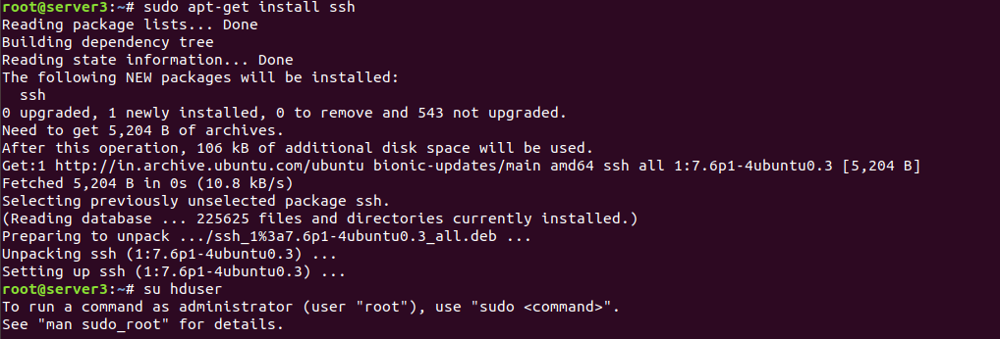 root@server3:~# sudo apt-get install ssh
Reading package lists... Done
Building dependency tree
Reading state information... Done
The following NEW packages will be installed:
  ssh
0 upgraded, 1 newly installed, 0 to remove and 543 not upgraded.
Need to get 5,204 B of archives.
After this operation, 106 kB of additional disk space will be used.
Get:1 http://in.archive.ubuntu.com/ubuntu bionic-updates/main amd64 ssh all 1:7.6p1-4ubuntu0.3 [5,204 B]
Fetched 5,204 B in 0s (10.8 kB/s)
Selecting previously unselected package ssh.
(Reading database ... 225625 files and directories currently installed.)
Preparing to unpack .../ssh_1%3a7.6p1-4ubuntu0.3_all.deb ...
Unpacking ssh (1:7.6p1-4ubuntu0.3) ...
Setting up ssh (1:7.6p1-4ubuntu0.3) ...
root@server3:~# su hduser
To run a command as administrator (user "root"), use "sudo <command>".
See "man sudo_root" for details.